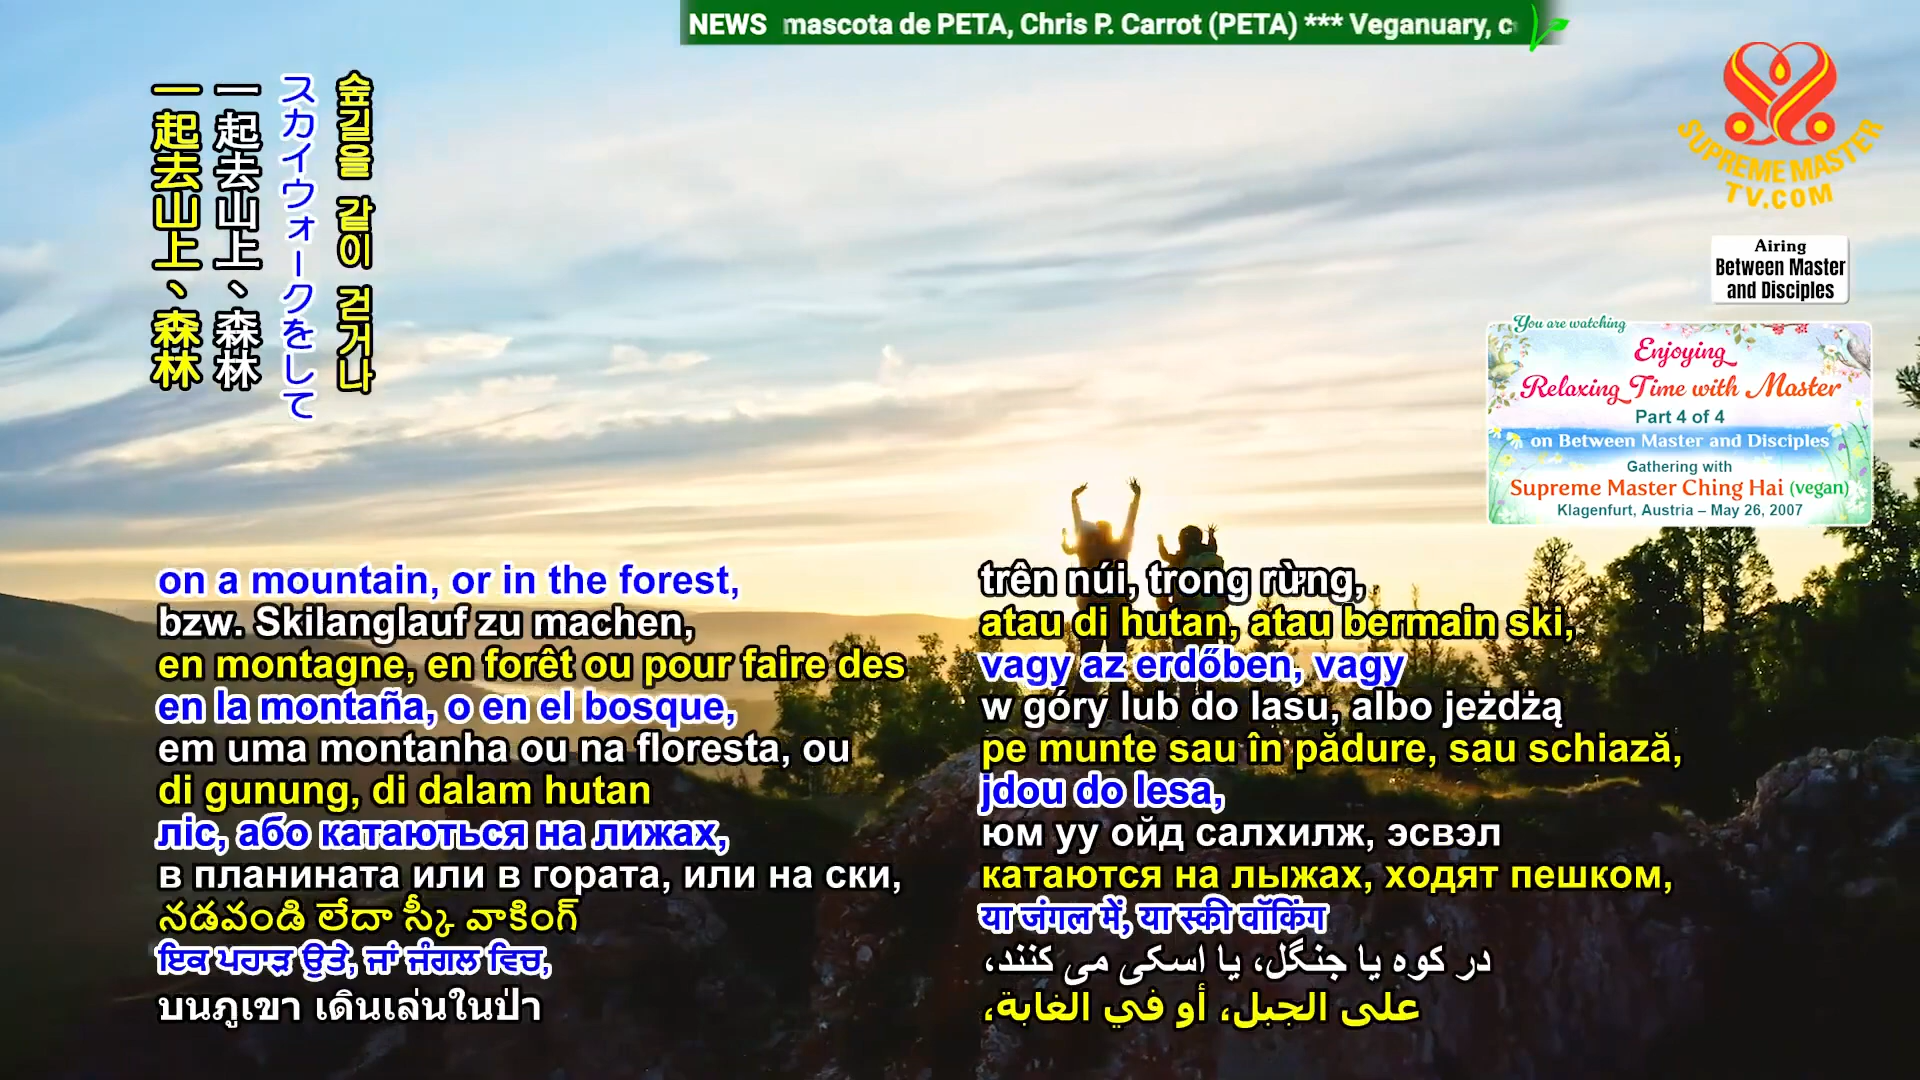 NEWS mascota de PETA, Chris P. Carrot (PETA) *** Veganuary,
숲길을 같이 걷거나
スカイウォークをして
一起去山上、森林
一起去山上、森林
SUPREME MASTER
TV.COM
Airing
Between Master
and Disciples
You are watching
Enjoying
Relaxing Time with Master
Part 4 of 4
on Between Master and Disciples
Gathering with
Supreme Master Ching Hai (vegan)
Klagenfurt, Austria – May 26, 2007
on a mountain, or in the forest,
bzw. Skilanglauf zu machen,
en montagne, en forêt ou pour faire des
en la montaña, o en el bosque,
em uma montanha ou na floresta, ou
di gunung, di dalam hutan
ліс, або катаються на лижах,
в планината или в гората, или на ски,
నడవండి లేదా స్కీ వాకింగ్
ਇਕ ਪਹਾੜ ਉਤੇ, ਜਾਂ ਜੰਗਲ ਵਿਚ,
บนภูเขา เดินเล่นในป่า
trên núi, trong rừng,
atau di hutan, atau bermain ski,
vagy az erdőben, vagy
w góry lub do lasu, albo jeżdżą
pe munte sau în pădure, sau schiază,
jdou do lesa,
юм уу ойд салхилж, эсвэл
катаются на лыжах, ходят пешком,
या जंगल में, या स्की वॉकिंग
در کوه یا جنگل، یا اسکی می کنند،
على الجبل، أو في الغابة،